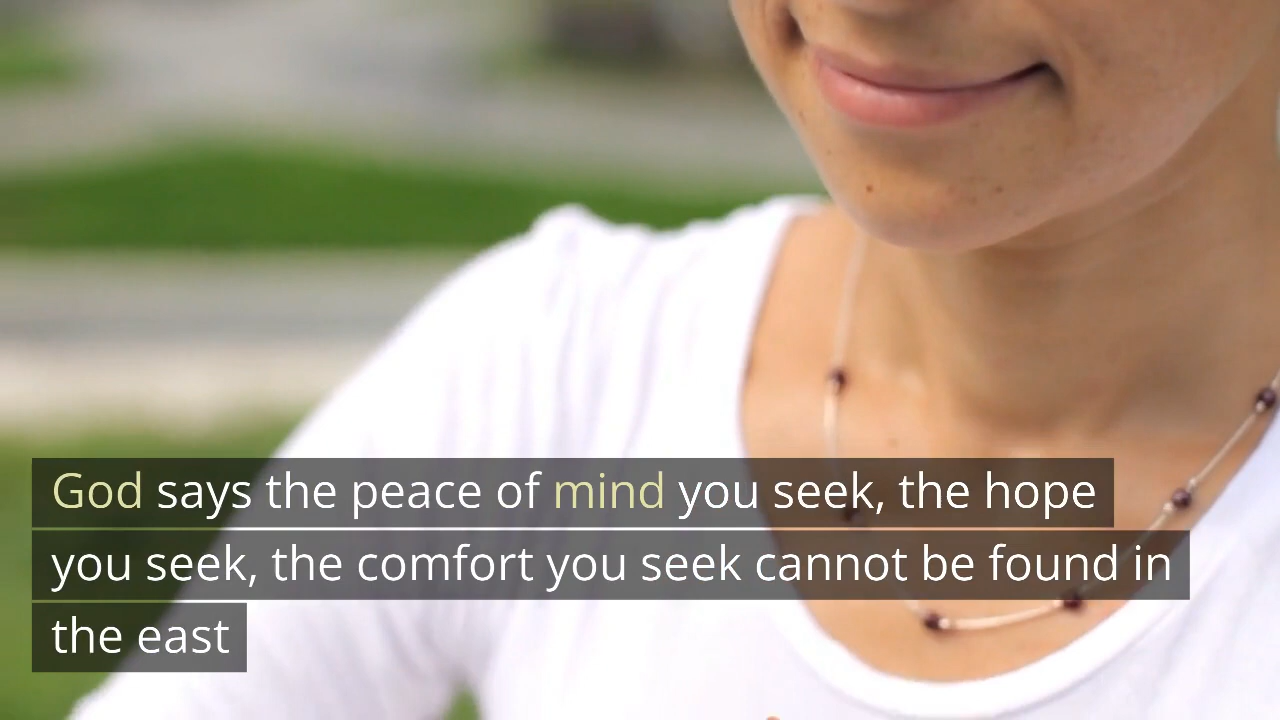 God says the peace of mind you seek, the hope
you seek, the comfort you seek cannot be found in
the east